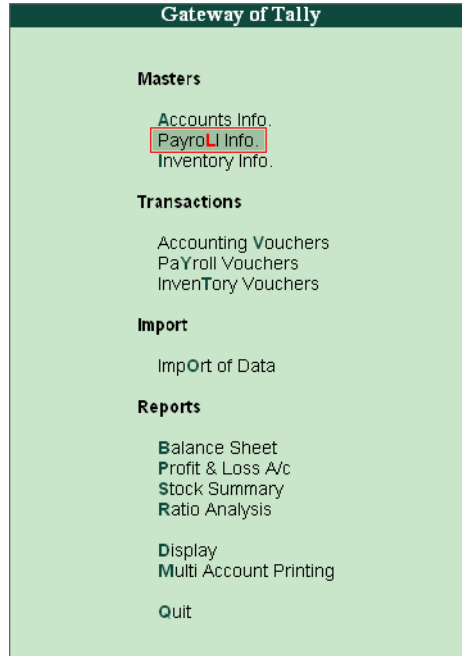 Gateway of Tally
Masters
Accounts Info.
PayroLl Info.
Inventory Info.
Transactions
Accounting Vouchers
PaYroll Vouchers
InvenTory Vouchers
Import
ImpOrt of Data
Reports
Balance Sheet
Profit & Loss A/c
Stock Summary
Ratio Analysis
Display
Multi Account Printing
Quit